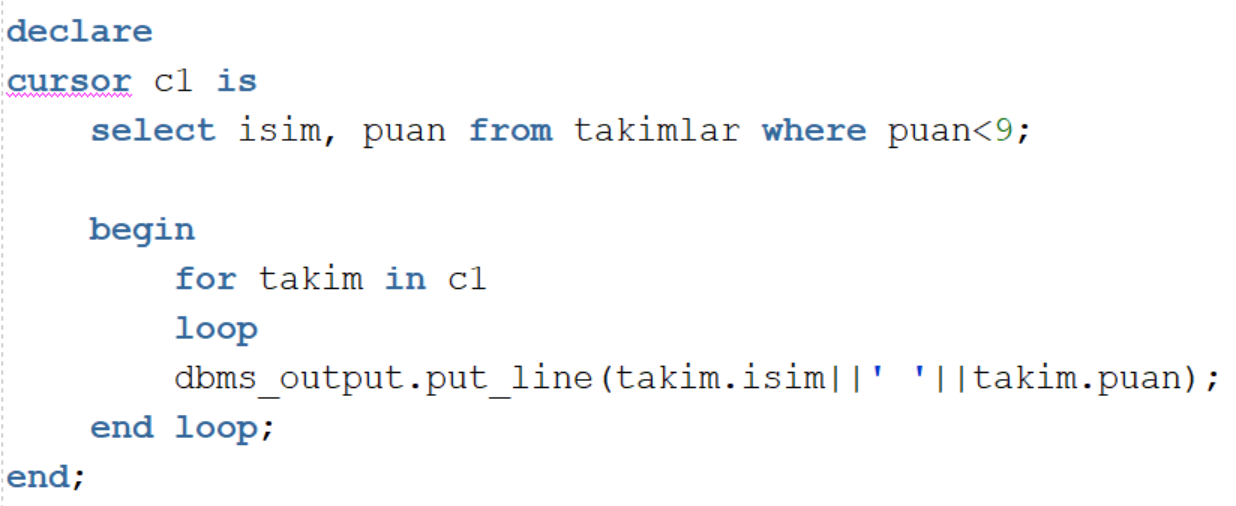 declare
cursor c1 is
select isim, puan from takimlar where puan<9;
begin
for takim in c1
loop
dbms_output.put_line(takim.isim||' '||takim.puan);
end loop;
end;